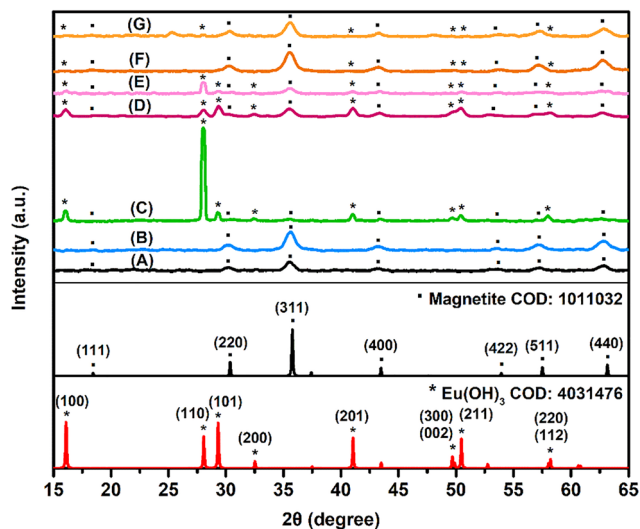 (G)
(F)
(E)
(D)
(C)
(B)
(A)
Intensity (a.u.)
▪ Magnetite COD: 1011032
(111)
(220)
(311)
(400)
(422)
(511)
(440)
* Eu(OH)₃ COD: 4031476
(100)
(110)
(101)
(200)
(201)
(300)
(002)
(211)
(220)
(112)
15 20 25 30 35 40 45 50 55 60 65
2θ (degree)